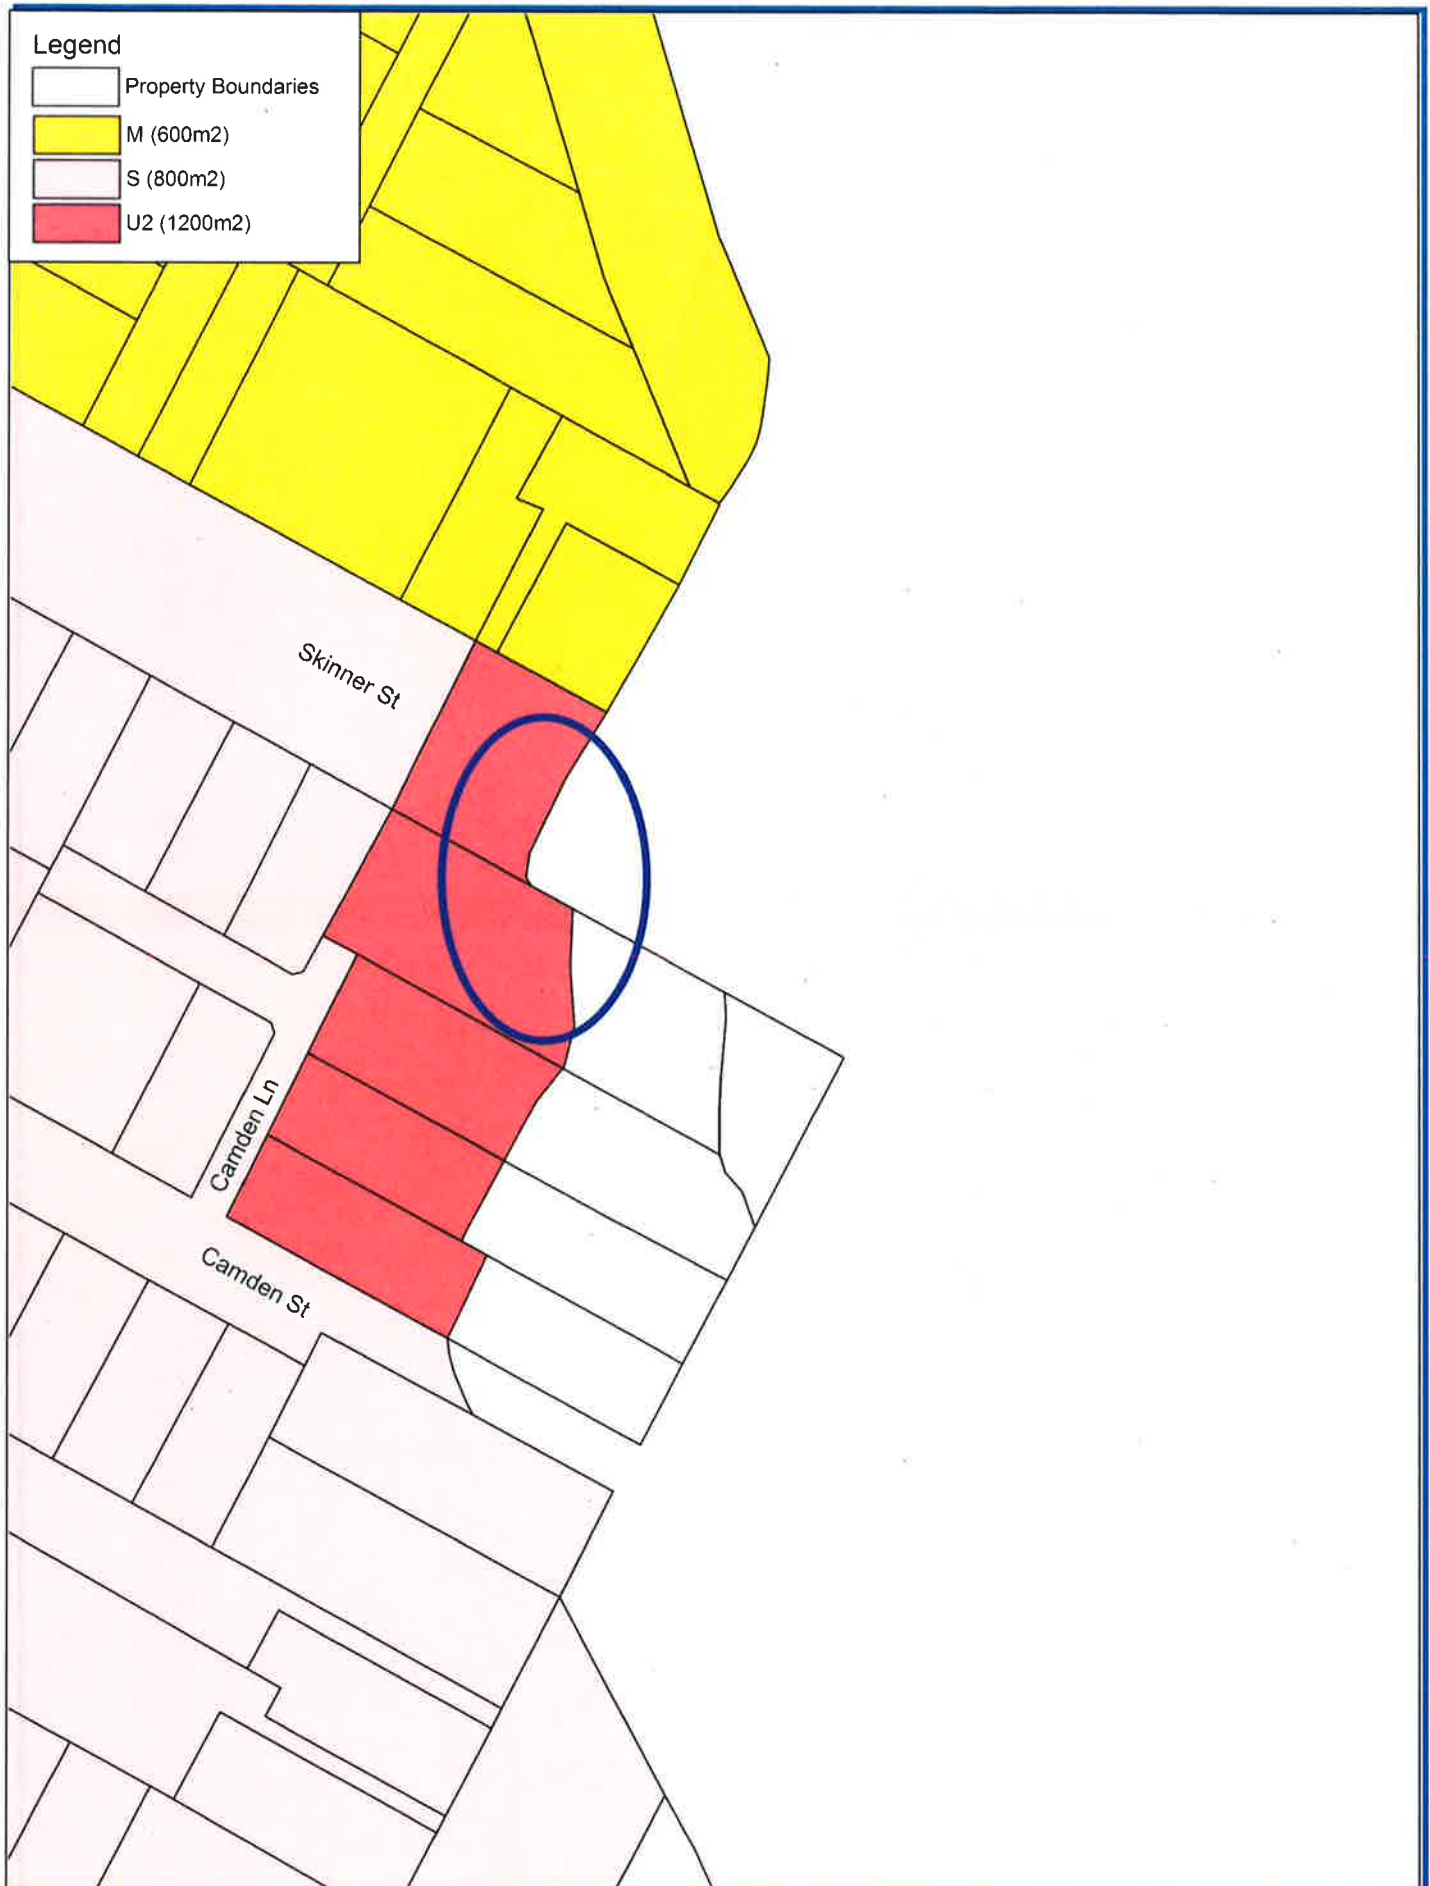 Legend
Property Boundaries
M (600m2)
S (800m2)
U2 (1200m2)
Skinner St
Camden Ln
Camden St